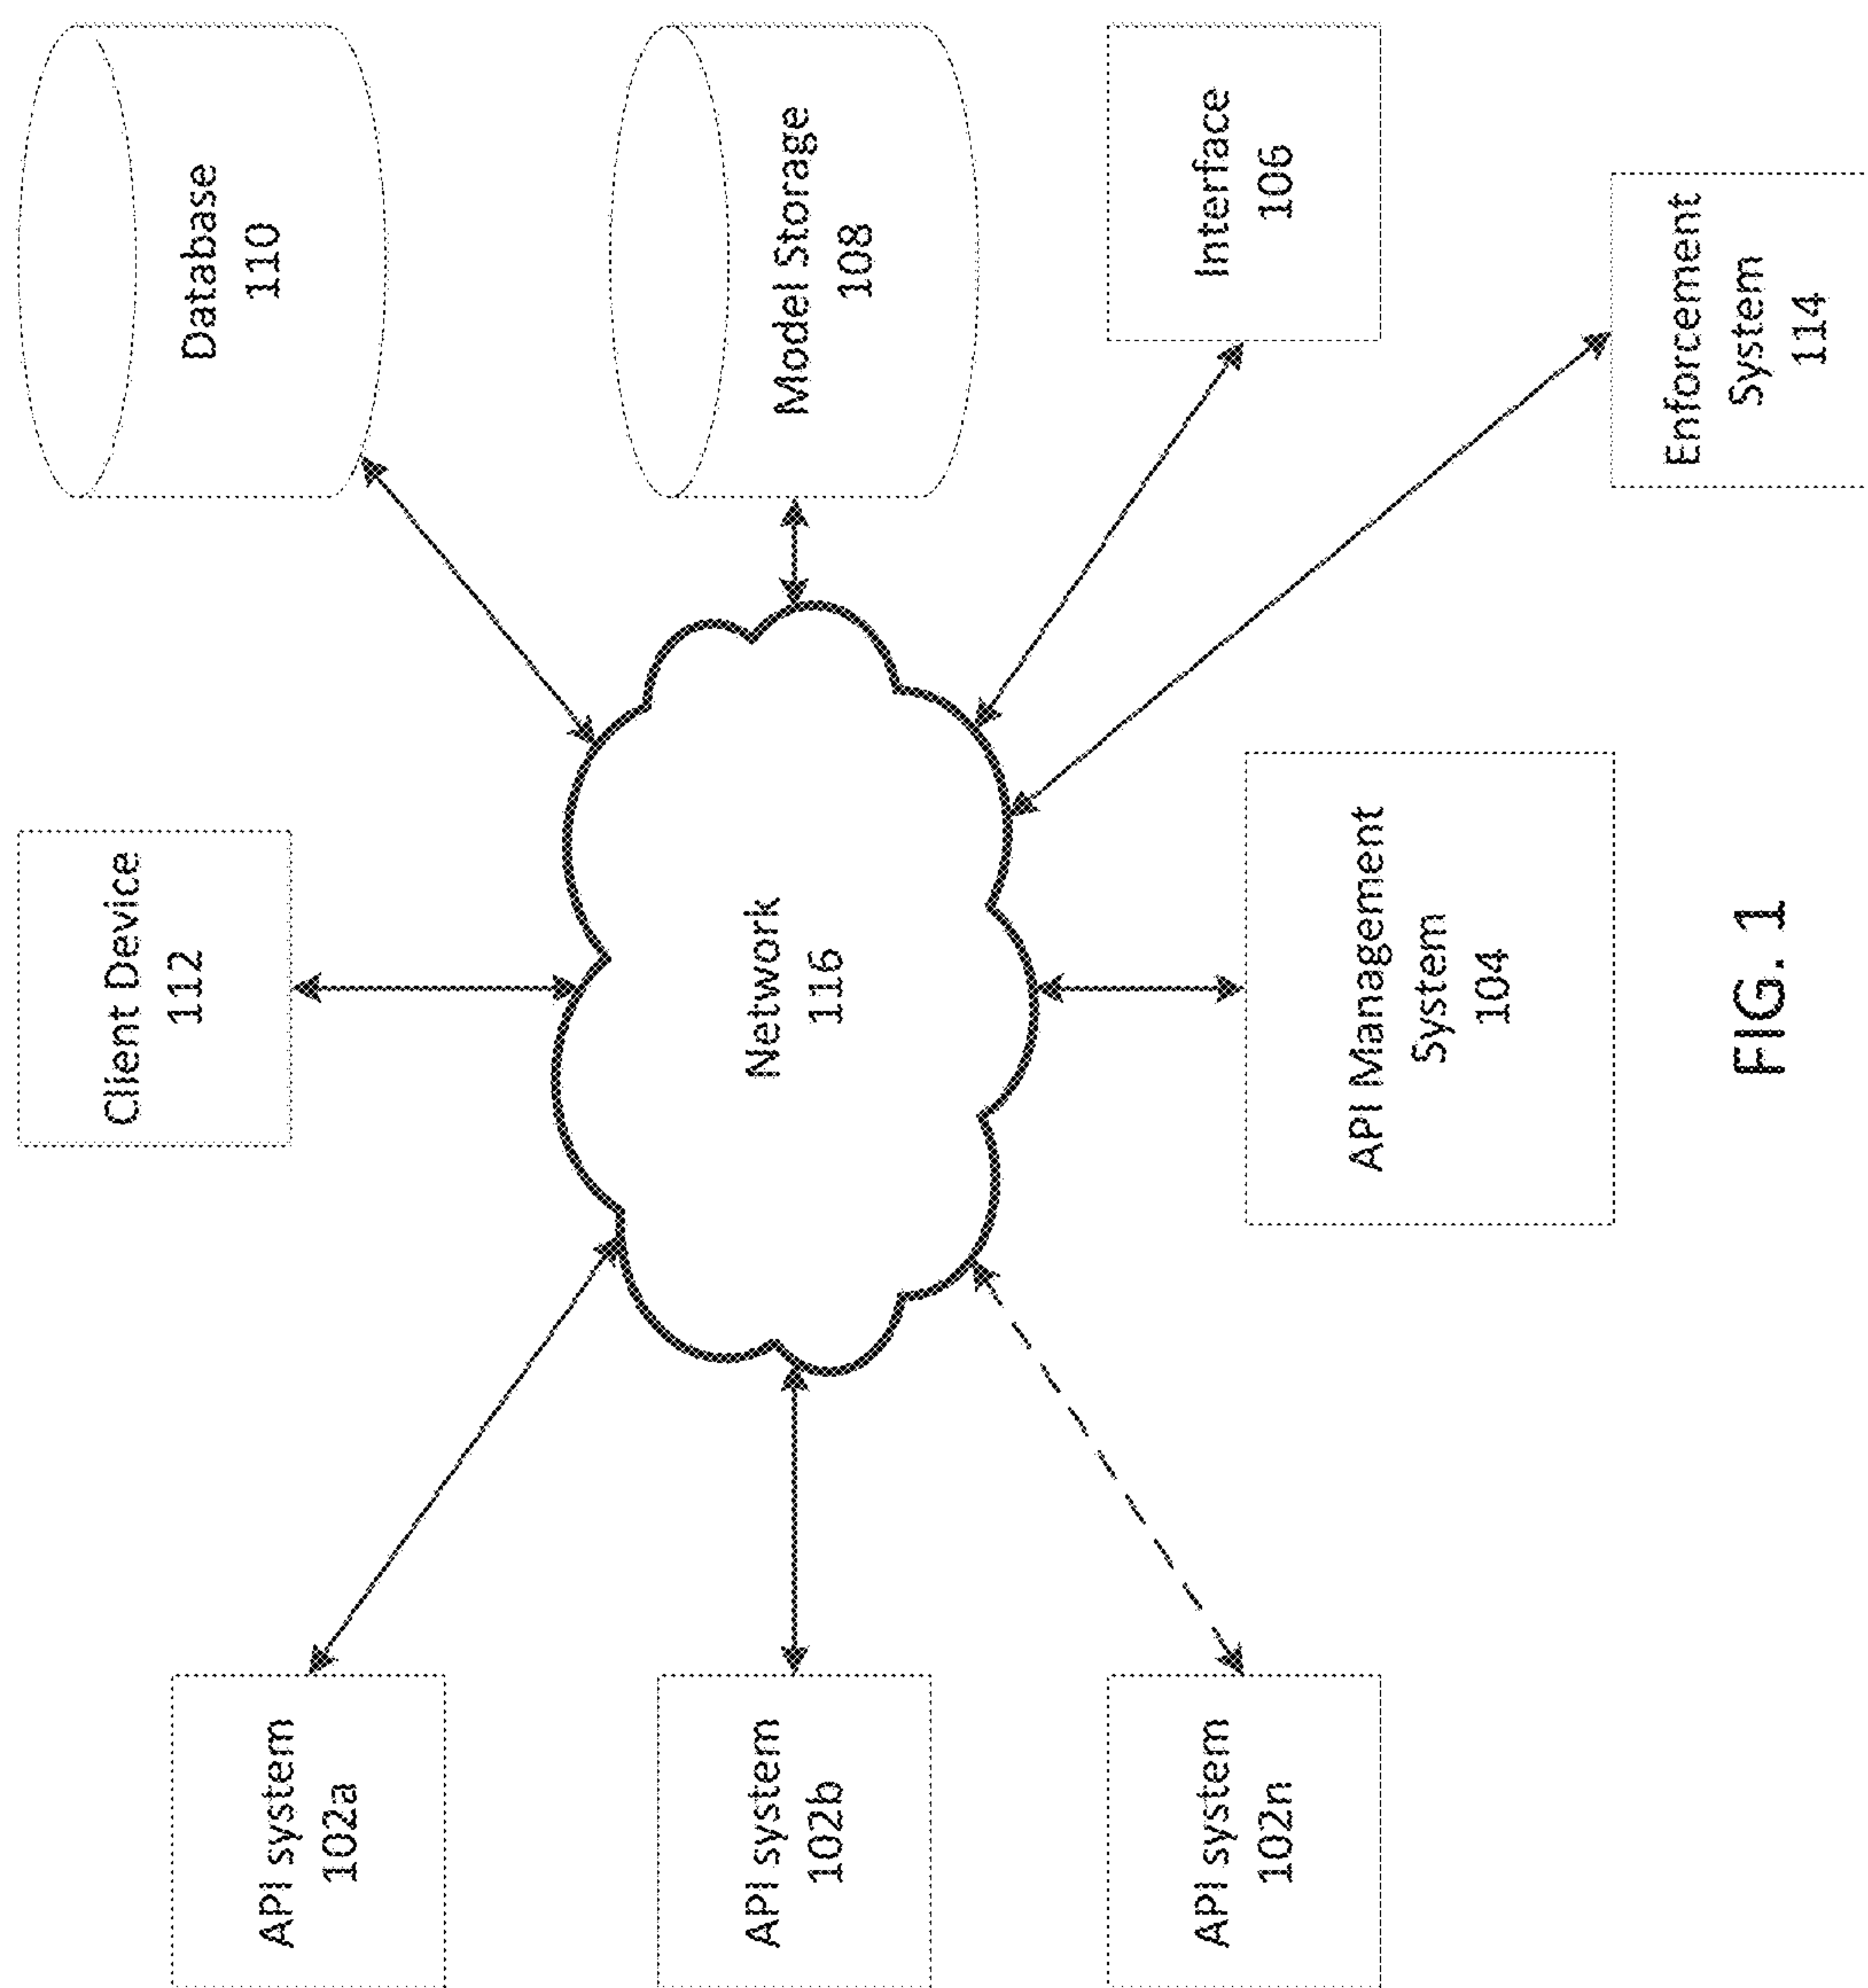 Client Device
112
Database
110
API system
102a
Model Storage
108
Network
116
API system
102b
Interface
106
API system
102n
API Management
System
104
Enforcement
System
114
FIG. 1